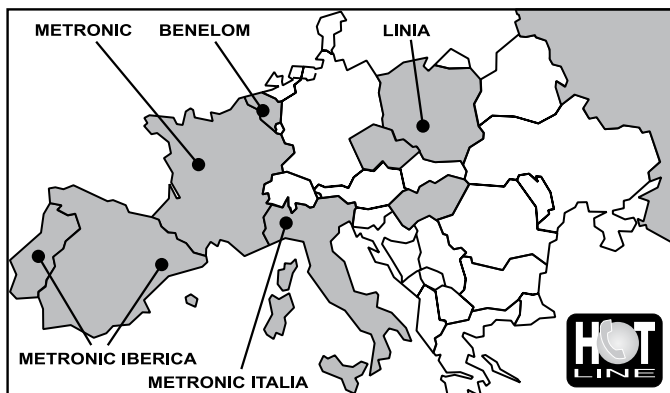 METRONIC
BENELOM
LINIA
METRONIC IBERICA
METRONIC ITALIA
HOT
LINE